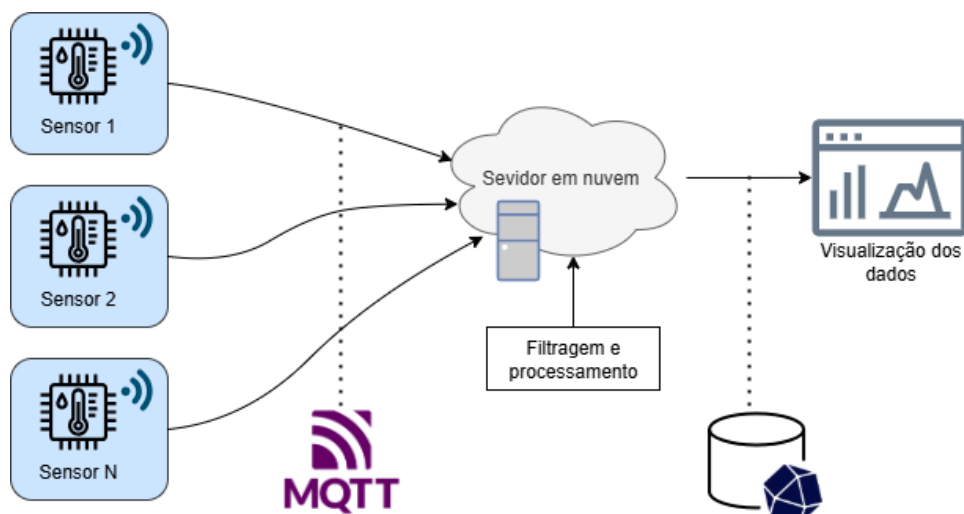 Sensor 1
Sensor 2
Sensor N
Sevidor em nuvem
Filtragem e
processamento
MQTT
Visualização dos
dados